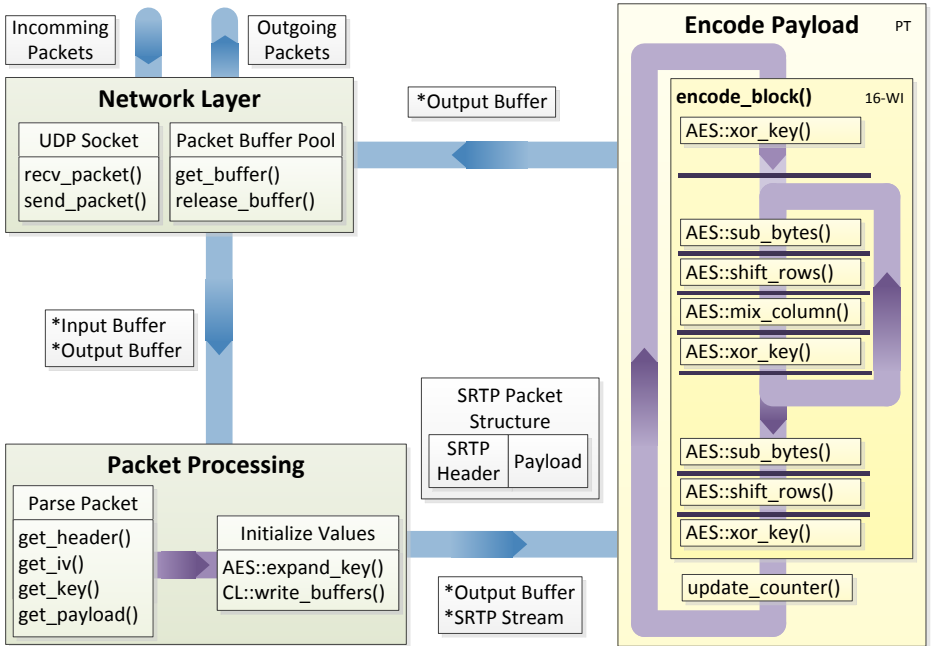 Incomming
Packets
Outgoing
Packets
Network Layer
UDP Socket
recv_packet()
send_packet()
Packet Buffer Pool
get_buffer()
release_buffer()
*Output Buffer
*Input Buffer
*Output Buffer
Packet Processing
Parse Packet
get_header()
get_iv()
get_key()
get_payload()
Initialize Values
AES::expand_key()
CL::write_buffers()
SRTP Packet
Structure
SRTP
Header
Payload
*Output Buffer
*SRTP Stream
Encode Payload
PT
encode_block()
16-WI
AES::xor_key()
AES::sub_bytes()
AES::shift_rows()
AES::mix_column()
AES::xor_key()
AES::sub_bytes()
AES::shift_rows()
AES::xor_key()
update_counter()